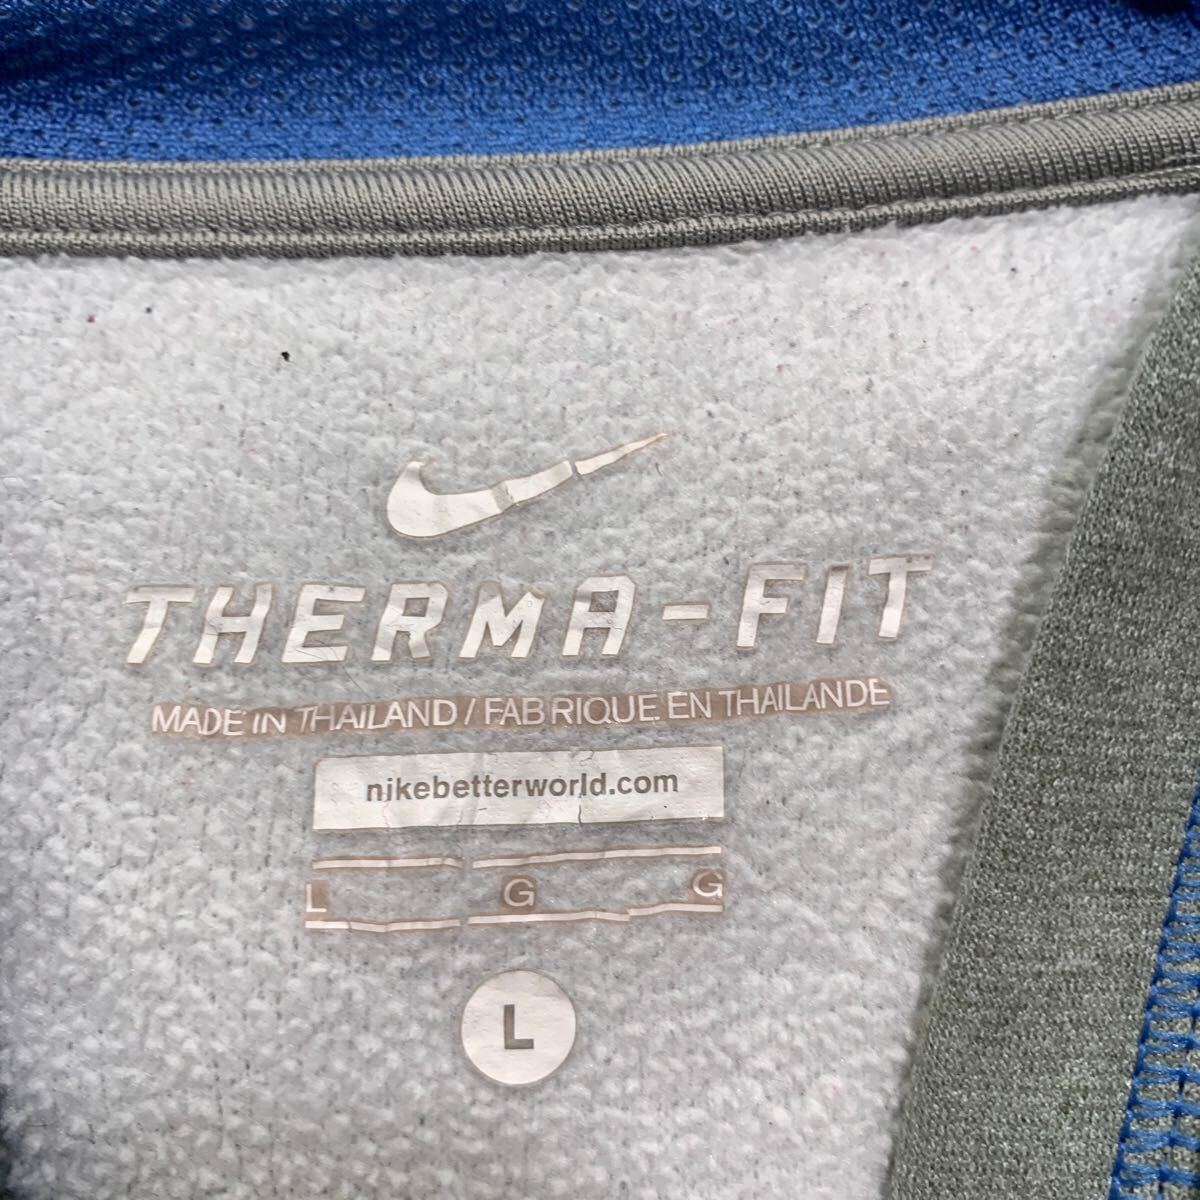 THERMA-FIT
MADE IN THAILAND / FABRIQUE EN THAILANDE
nikebetterworld.com
L G G
L